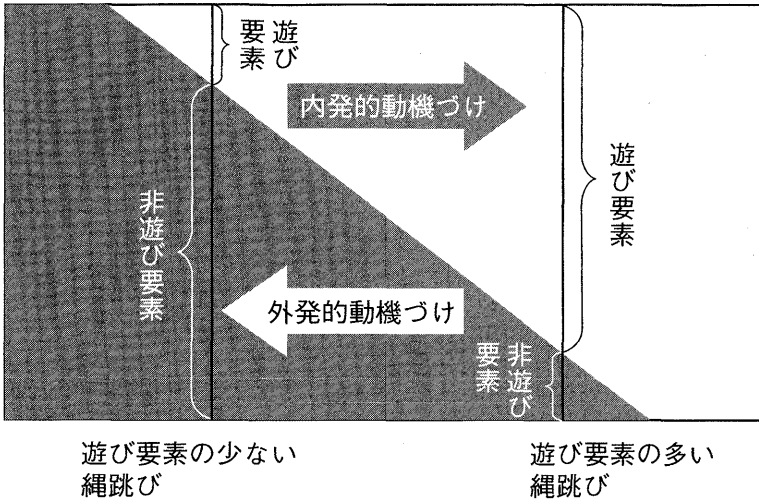 遊び
要素
内発的動機づけ
遊び要素
非遊び要素
外発的動機づけ
非遊び
要素
遊び要素の少ない
縄跳び
遊び要素の多い
縄跳び